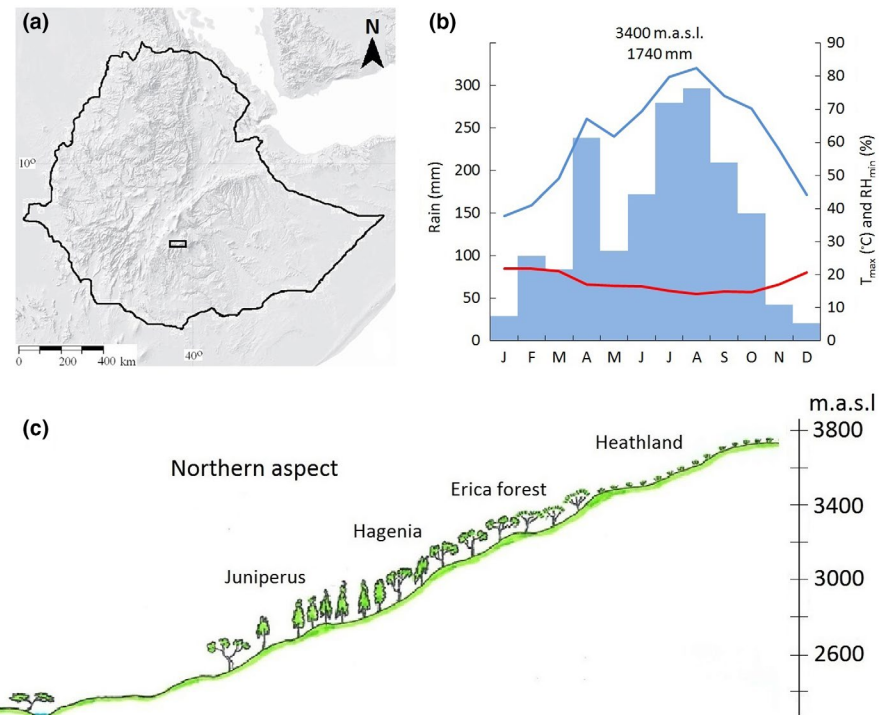 (a)
N
10º
40º
0 200 400 km
(b)
3400 m.a.s.l.
1740 mm
Rain (mm)
300
250
200
150
100
50
0
90
80
70
60
50
40
30
20
10
0
Tmax (°C) and RHmin (%)
J F M A M J J A S O N D
(c)
m.a.s.l
3800
3400
3000
2600
Northern aspect
Heathland
Erica forest
Hagenia
Juniperus